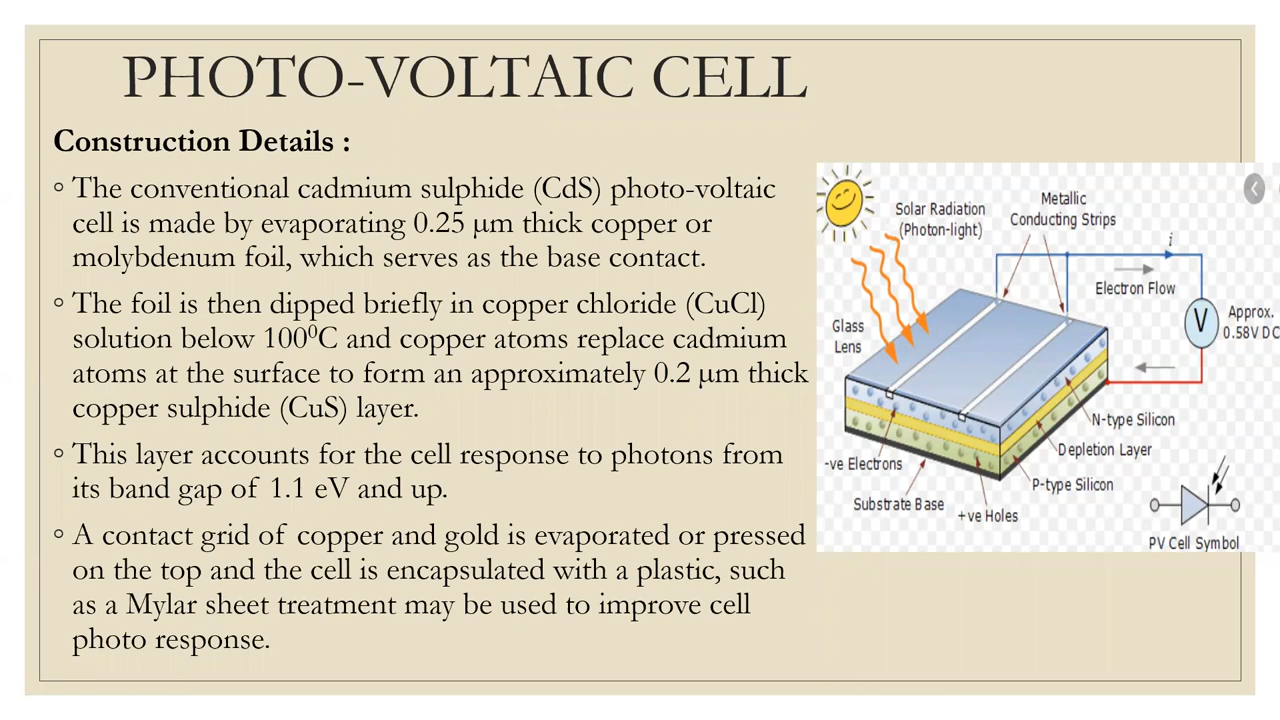 PHOTO-VOLTAIC CELL
Construction Details :
◦ The conventional cadmium sulphide (CdS) photo-voltaic
cell is made by evaporating 0.25 µm thick copper or
molybdenum foil, which serves as the base contact.
◦ The foil is then dipped briefly in copper chloride (CuCl)
solution below 100⁰C and copper atoms replace cadmium
atoms at the surface to form an approximately 0.2 µm thick
copper sulphide (CuS) layer.
◦ This layer accounts for the cell response to photons from
its band gap of 1.1 eV and up.
◦ A contact grid of copper and gold is evaporated or pressed
on the top and the cell is encapsulated with a plastic, such
as a Mylar sheet treatment may be used to improve cell
photo response.
Solar Radiation
(Photon-light)
Metallic
Conducting Strips
i
Electron Flow
V
Approx.
0.58V DC
Glass
Lens
N-type Silicon
Depletion Layer
P-type Silicon
-ve Electrons
Substrate Base
+ve Holes
PV Cell Symbol